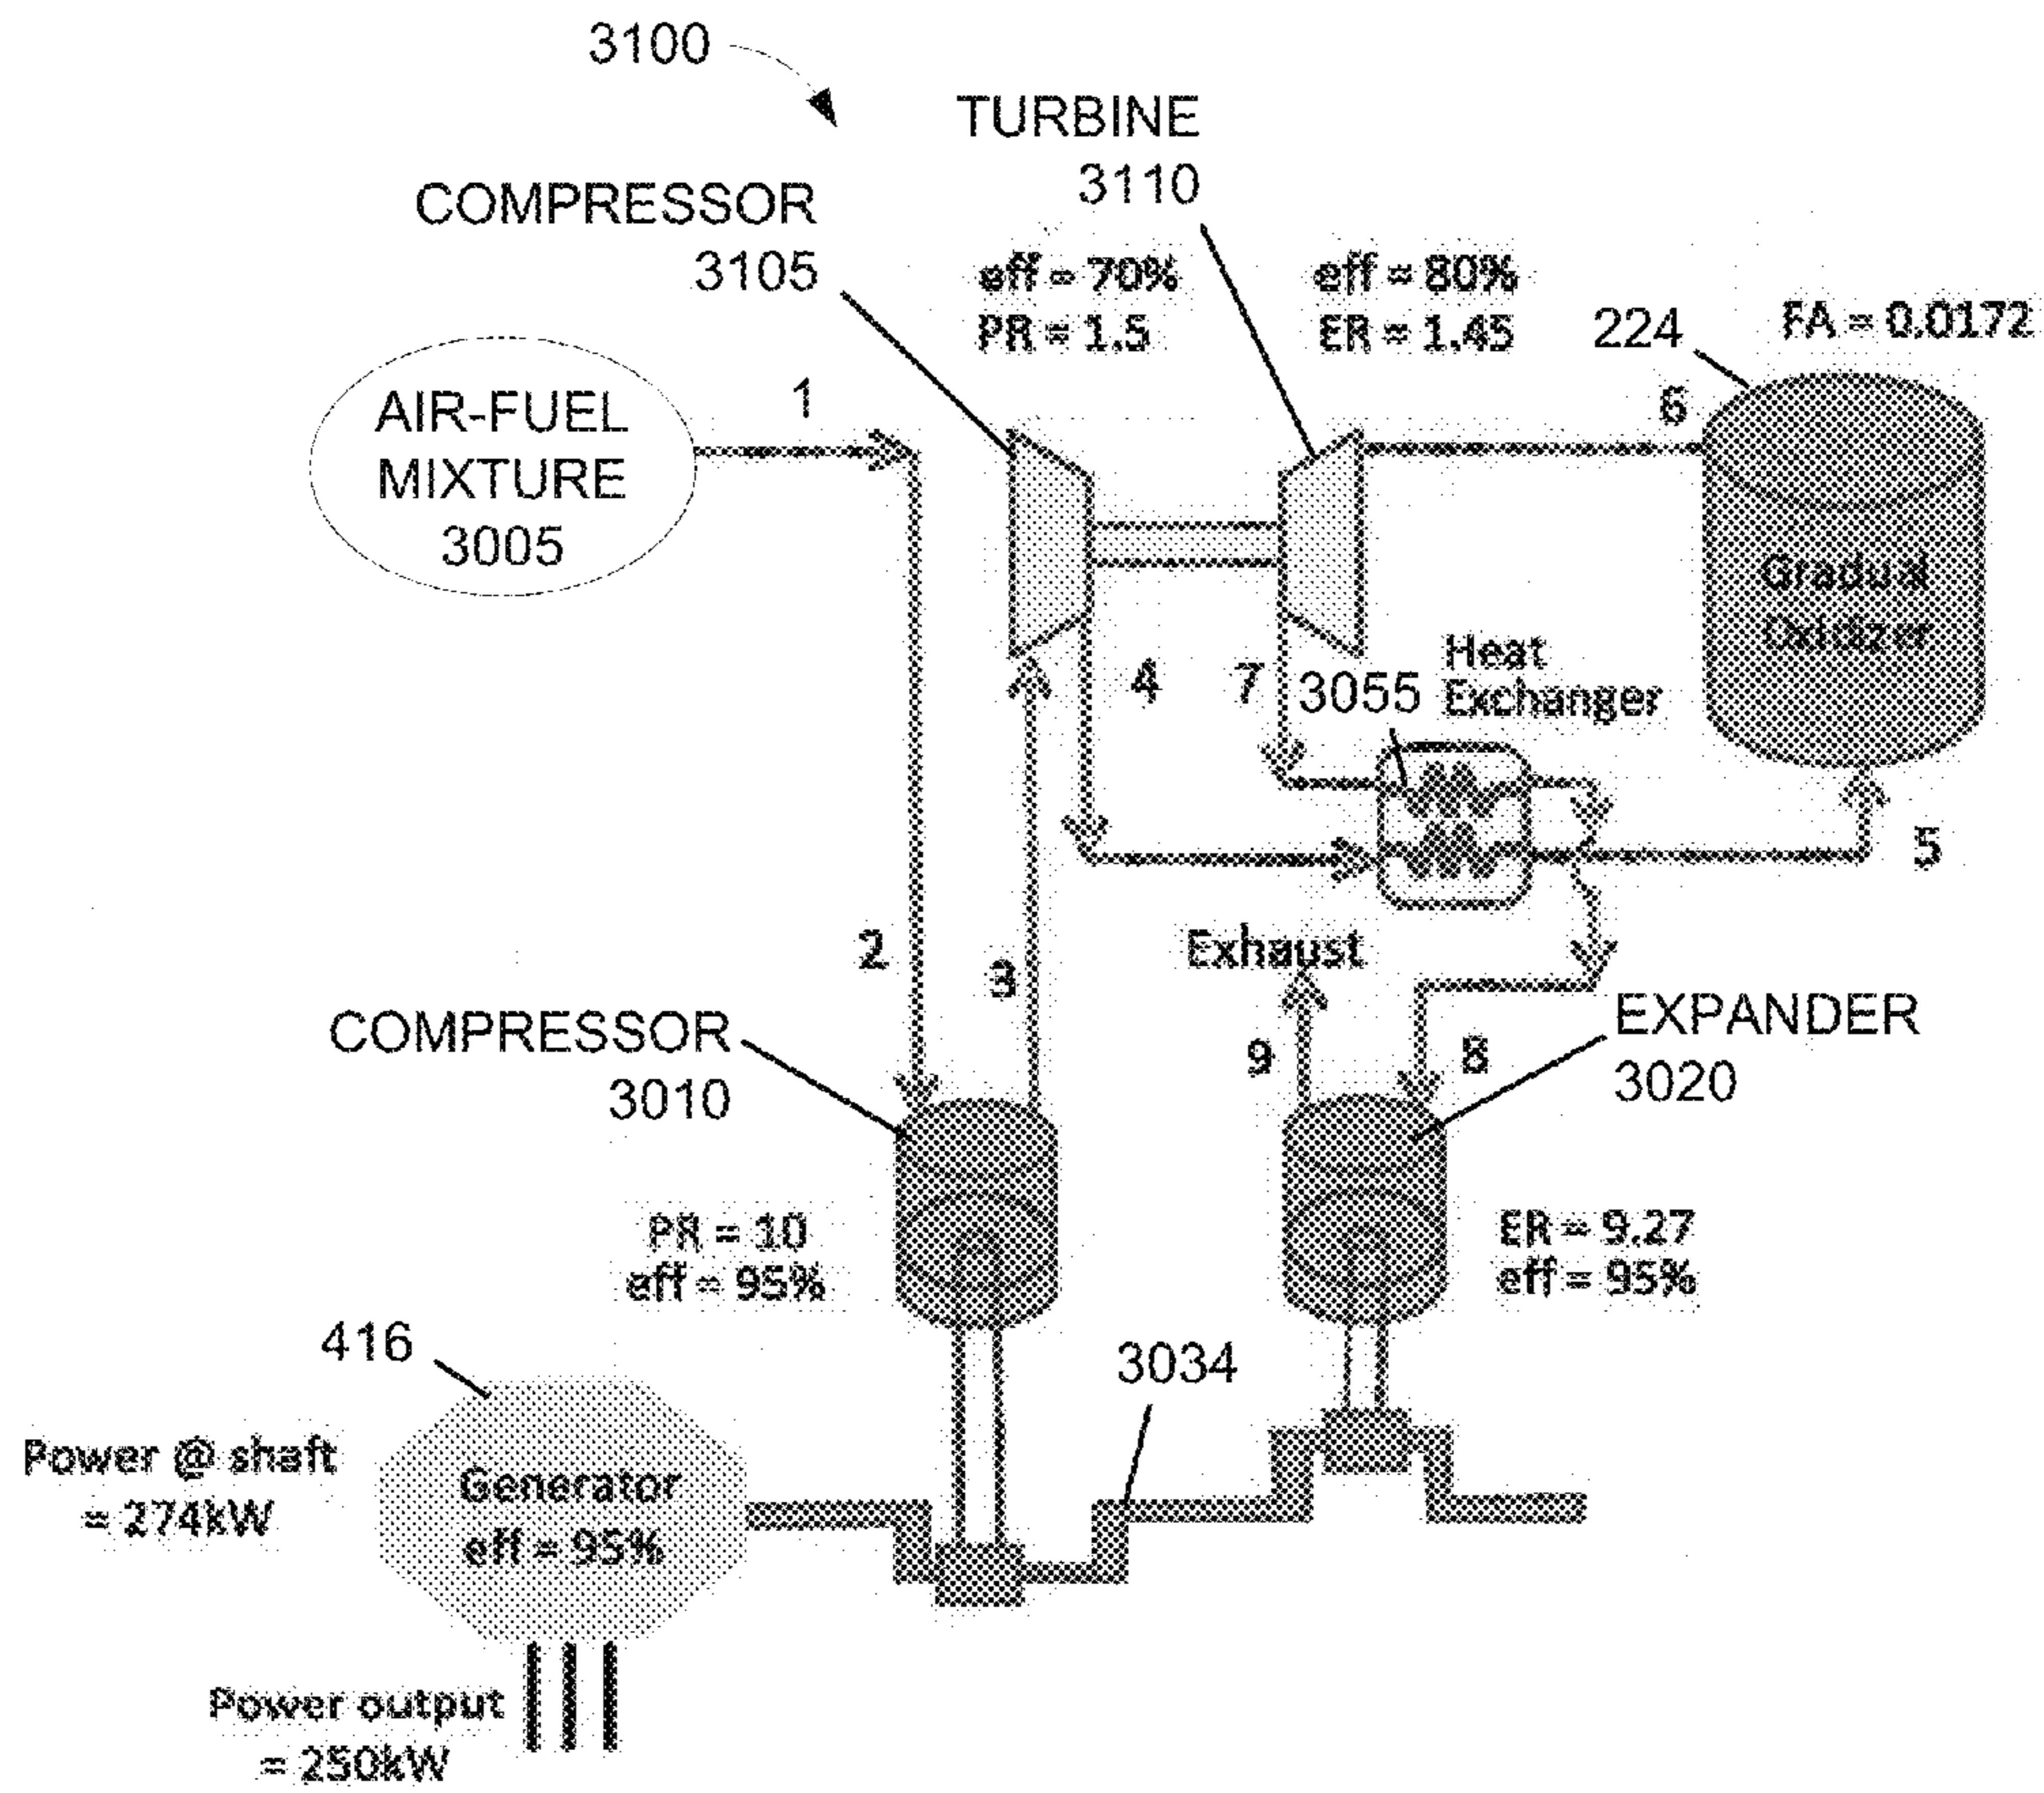 3100
TURBINE
3110
COMPRESSOR
3105
eff = 70%
PR = 1.5
eff = 80%
ER = 1.45
224
FA = 0.0172
AIR-FUEL
MIXTURE
3005
1
6
Gradual
Oxidizer
4
7
3055
Heat
Exchanger
5
2
3
Exhaust
COMPRESSOR
3010
9
8
EXPANDER
3020
PR = 10
eff = 95%
ER = 9.27
eff = 95%
416
3034
Power @ shaft
= 274kW
Generator
eff = 95%
Power output
= 250kW